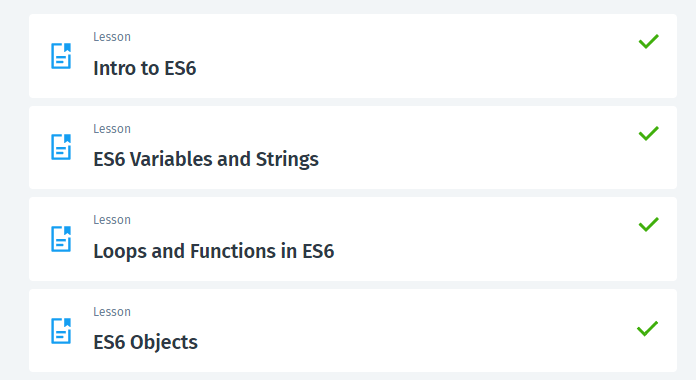 Lesson
Intro to ES6
Lesson
ES6 Variables and Strings
Lesson
Loops and Functions in ES6
Lesson
ES6 Objects